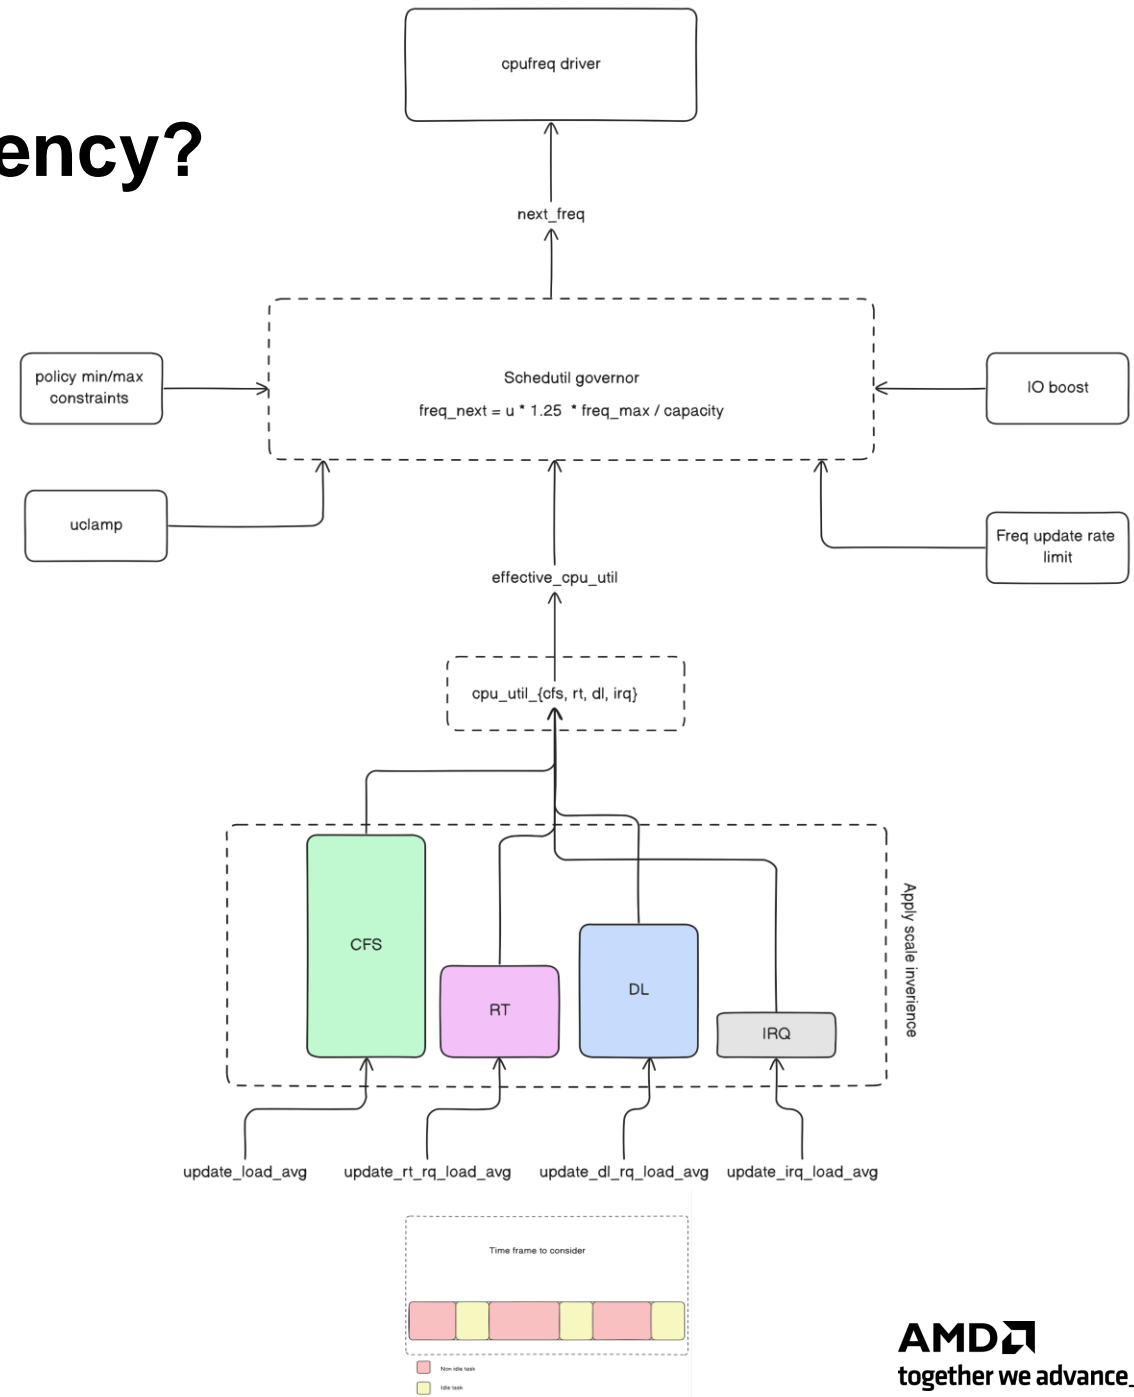 cpufreq driver
ency?
next_freq
policy min/max
constraints
Schedutil governor
freq_next = u * 1.25 * freq_max / capacity
IO boost
uclamp
Freq update rate
limit
effective_cpu_util
cpu_util_{cfs, rt, dl, irq}
Apply scale inverience
CFS
RT
DL
IRQ
update_load_avg
update_rt_rq_load_avg
update_dl_rq_load_avg
update_irq_load_avg
Time frame to consider
Non idle task
Idle task
AMD
together we advance_